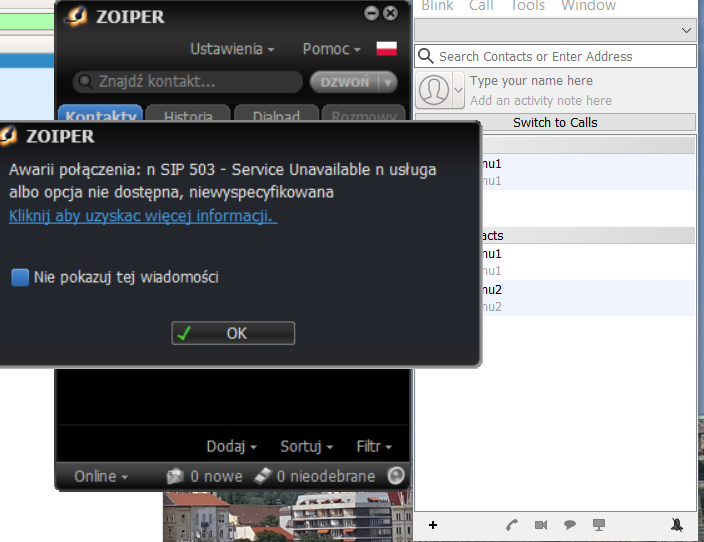 ZOIPER
Ustawienia
Pomoc
Znajdź kontakt...
DZWOŃ
Kontakty
Historia
Dialpad
Rozmowy
ZOIPER
Awarii połączenia: n SIP 503 - Service Unavailable n usługa
albo opcja nie dostępna, niewyspecyfikowana
Kliknij aby uzyskac więcej informacji.
Nie pokazuj tej wiadomości
OK
Dodaj
Sortuj
Filtr
Online
0 nowe
0 nieodebrane
Blink Call Tools Window
Search Contacts or Enter Address
Type your name here
Add an activity note here
Switch to Calls
nu1
nu1
acts
nu1
nu1
nu2
nu2